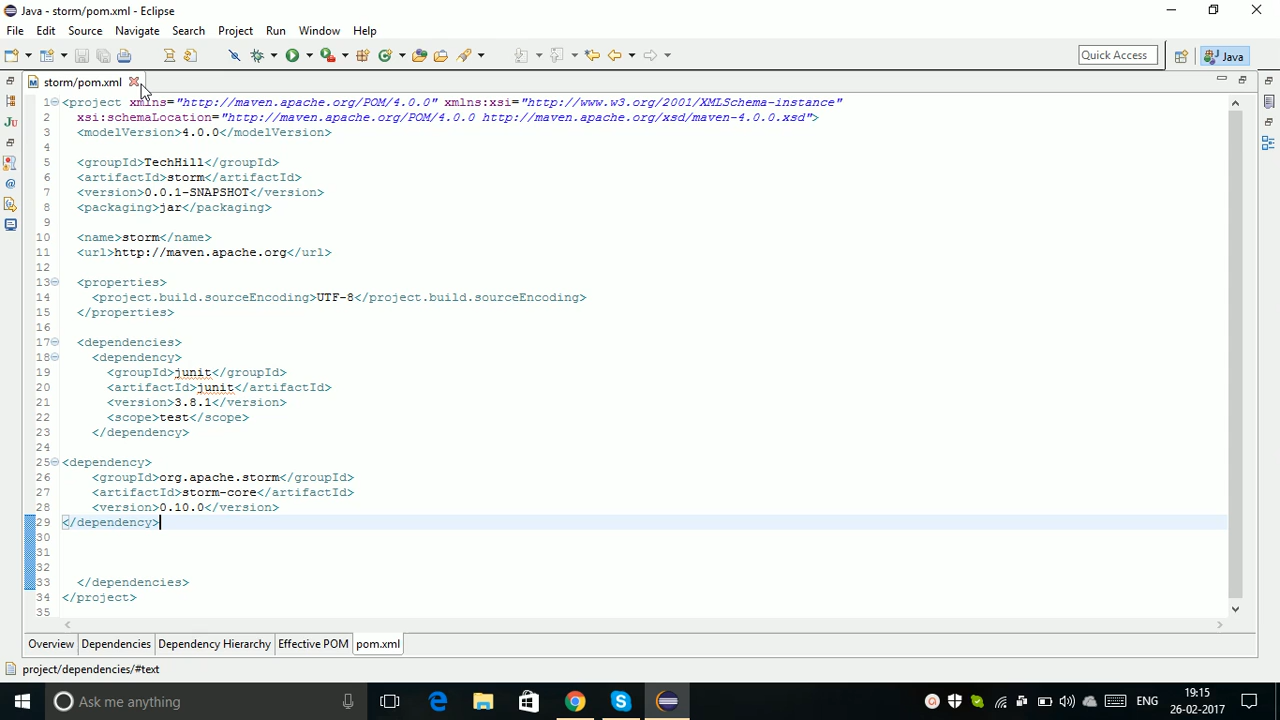 Java - storm/pom.xml - Eclipse
File Edit Source Navigate Search Project Run Window Help
Quick Access Java
storm/pom.xml
1 <project xmlns="http://maven.apache.org/POM/4.0.0" xmlns:xsi="http://www.w3.org/2001/XMLSchema-instance"
2 xsi:schemaLocation="http://maven.apache.org/POM/4.0.0 http://maven.apache.org/xsd/maven-4.0.0.xsd">
3 <modelVersion>4.0.0</modelVersion>
4
5 <groupId>TechHill</groupId>
6 <artifactId>storm</artifactId>
7 <version>0.0.1-SNAPSHOT</version>
8 <packaging>jar</packaging>
9
10 <name>storm</name>
11 <url>http://maven.apache.org</url>
12
13 <properties>
14 <project.build.sourceEncoding>UTF-8</project.build.sourceEncoding>
15 </properties>
16
17 <dependencies>
18 <dependency>
19 <groupId>junit</groupId>
20 <artifactId>junit</artifactId>
21 <version>3.8.1</version>
22 <scope>test</scope>
23 </dependency>
24
25 <dependency>
26 <groupId>org.apache.storm</groupId>
27 <artifactId>storm-core</artifactId>
28 <version>0.10.0</version>
29 </dependency>
30
31
32
33 </dependencies>
34 </project>
35
Overview Dependencies Dependency Hierarchy Effective POM pom.xml
project/dependencies/#text
Ask me anything
ENG
19:15
26-02-2017